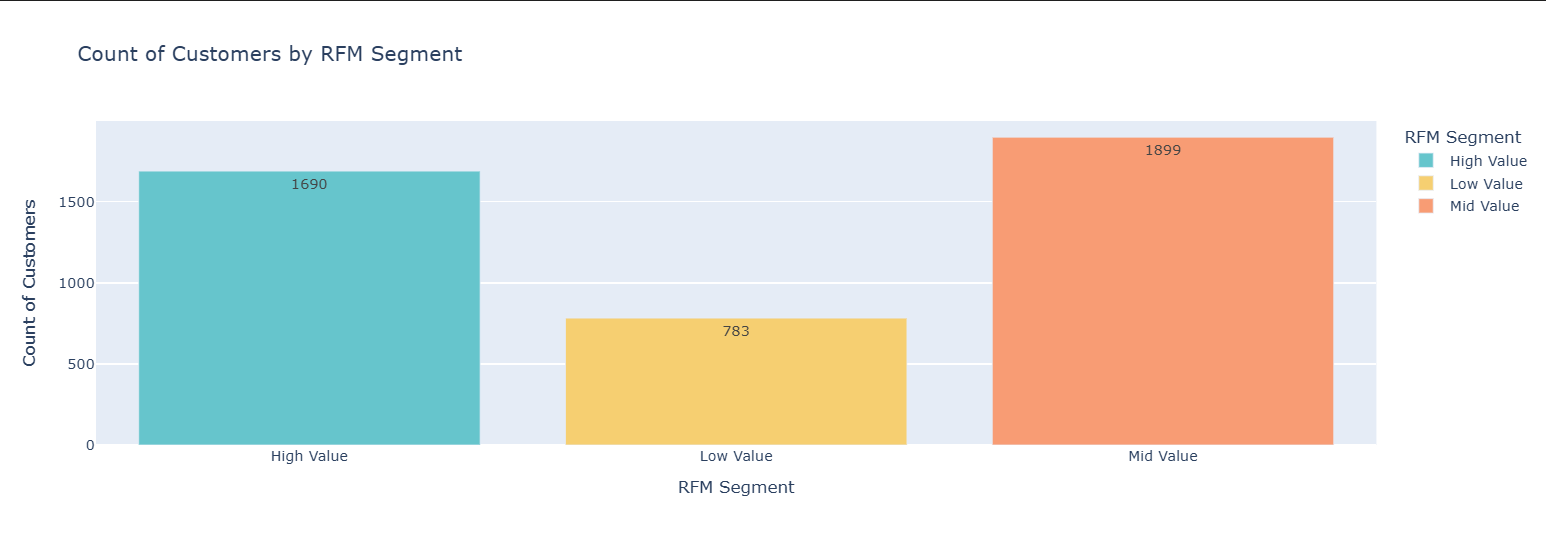 Count of Customers by RFM Segment
RFM Segment
High Value
Low Value
Mid Value
Count of Customers
1500
1000
500
0
1690
783
1899
High Value
Low Value
Mid Value
RFM Segment